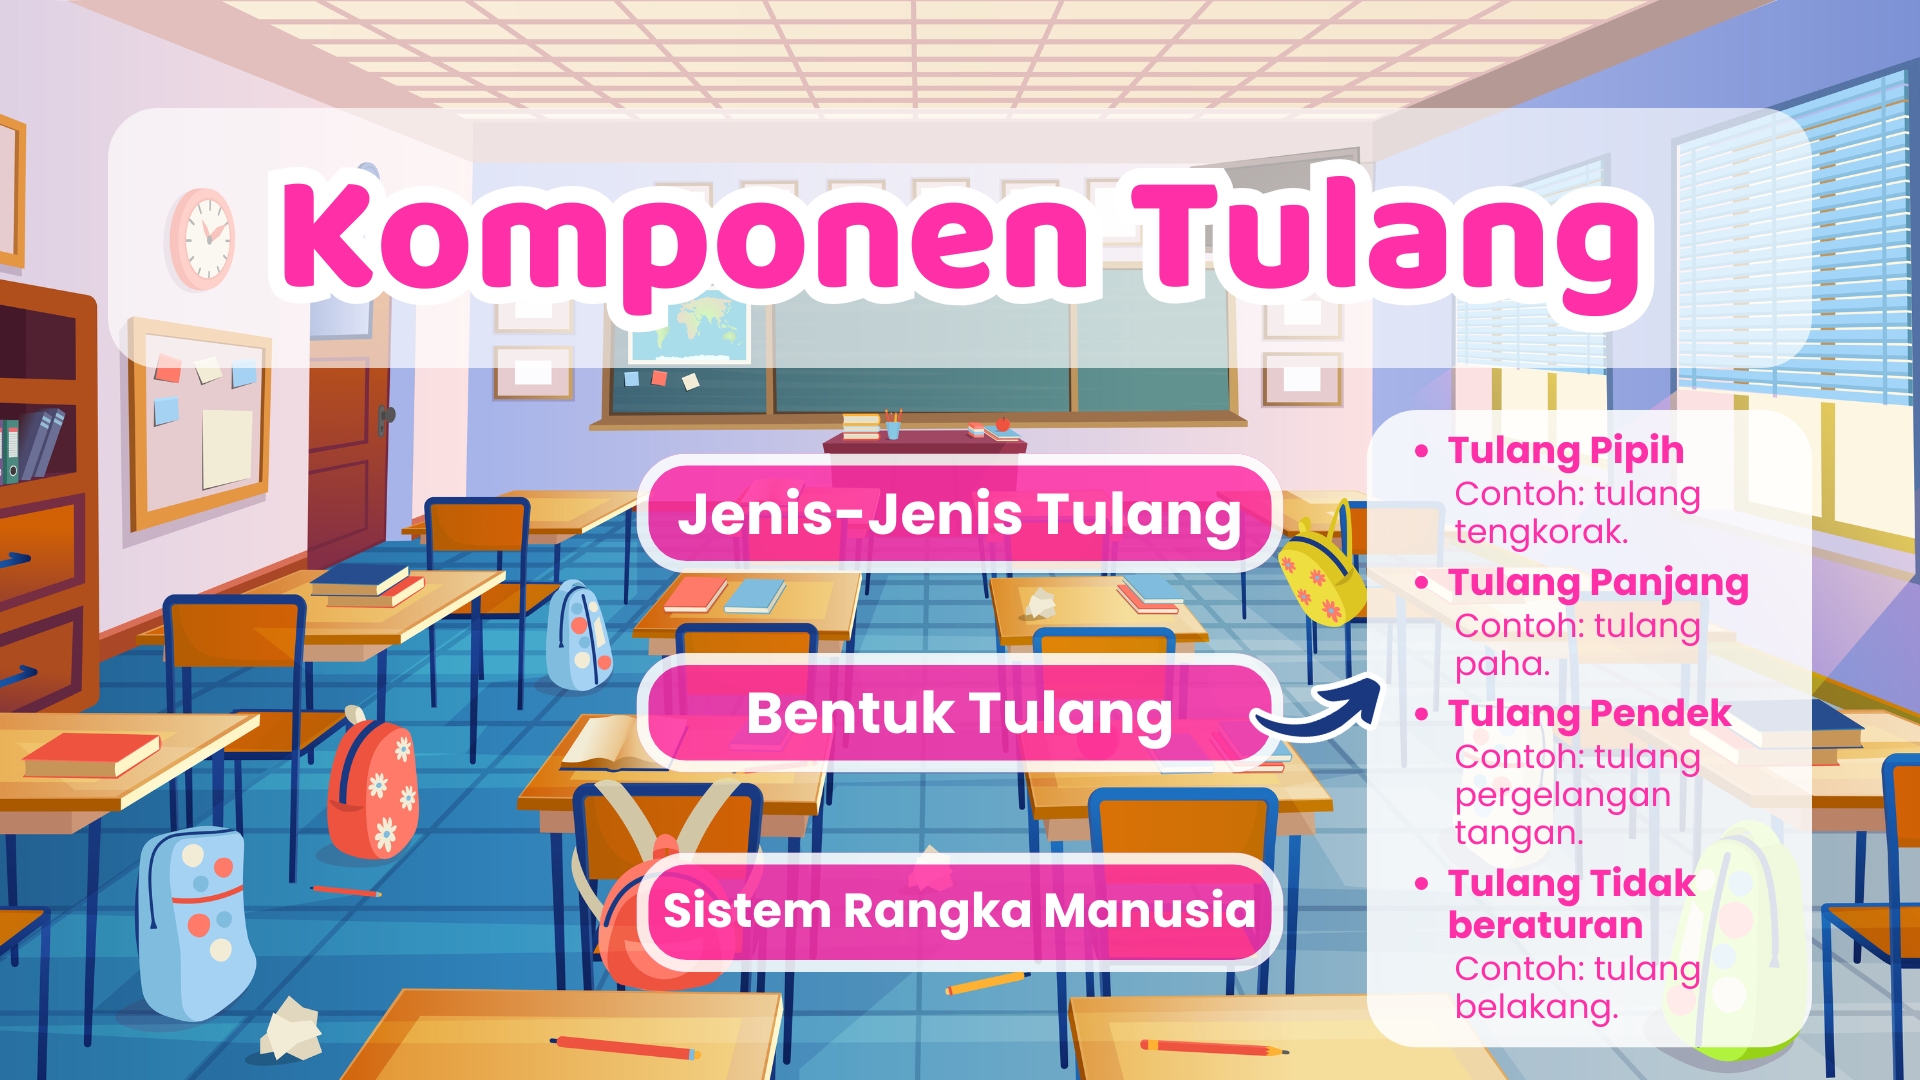 Komponen Tulang
Jenis-Jenis Tulang
Bentuk Tulang
Sistem Rangka Manusia
• Tulang Pipih
Contoh: tulang
tengkorak.
• Tulang Panjang
Contoh: tulang
paha.
• Tulang Pendek
Contoh: tulang
pergelangan
tangan.
• Tulang Tidak
beraturan
Contoh: tulang
belakang.